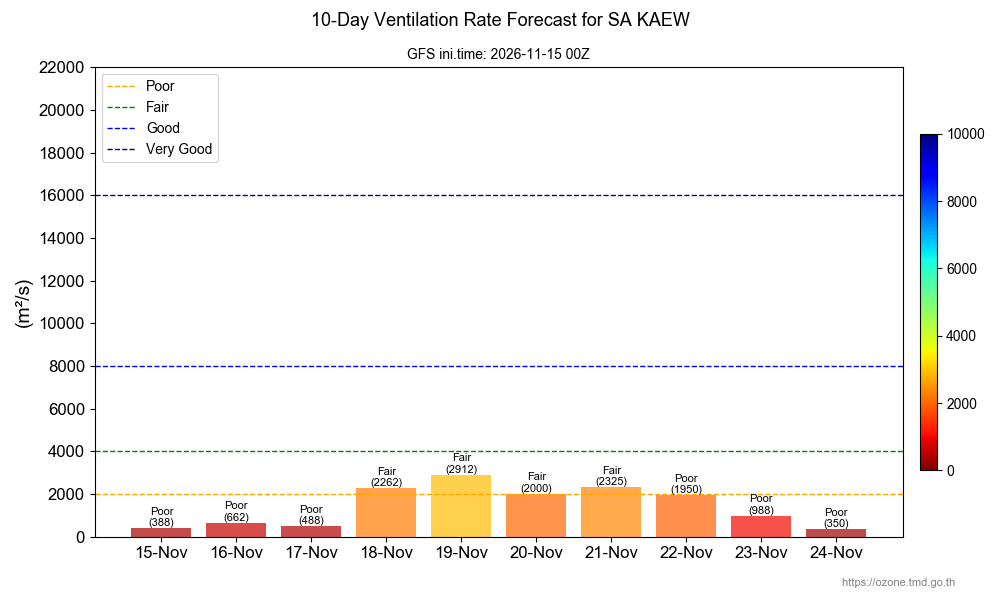 10-Day Ventilation Rate Forecast for SA KAEW
GFS ini.time: 2026-11-15 00Z
(m²/s)
22000
20000
18000
16000
14000
12000
10000
8000
6000
4000
2000
0
Poor
Fair
Good
Very Good
Poor
(388)
Poor
(662)
Poor
(488)
Fair
(2262)
Fair
(2912)
Fair
(2000)
Fair
(2325)
Poor
(1950)
Poor
(988)
Poor
(350)
15-Nov
16-Nov
17-Nov
18-Nov
19-Nov
20-Nov
21-Nov
22-Nov
23-Nov
24-Nov
10000
8000
6000
4000
2000
0
https://ozone.tmd.go.th